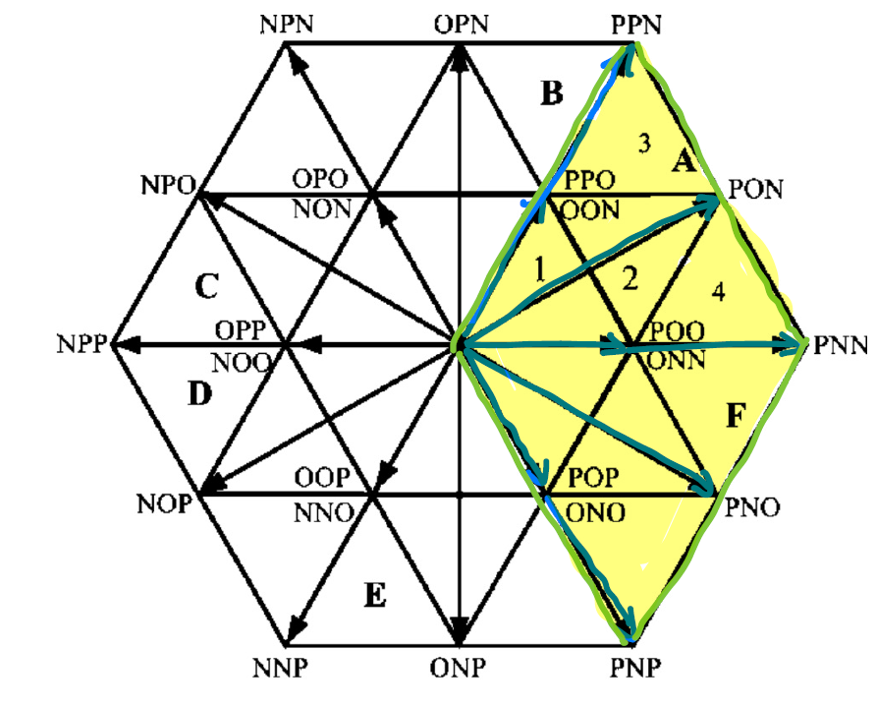 NPN OPN PPN
B
3
A
NPO OPO PPO PON
NON OON
1 2 4
C
OPP POO
NPP PNN
NOO ONN
D F
OOP POP
NOP PNO
NNO ONO
E
NNP ONP PNP